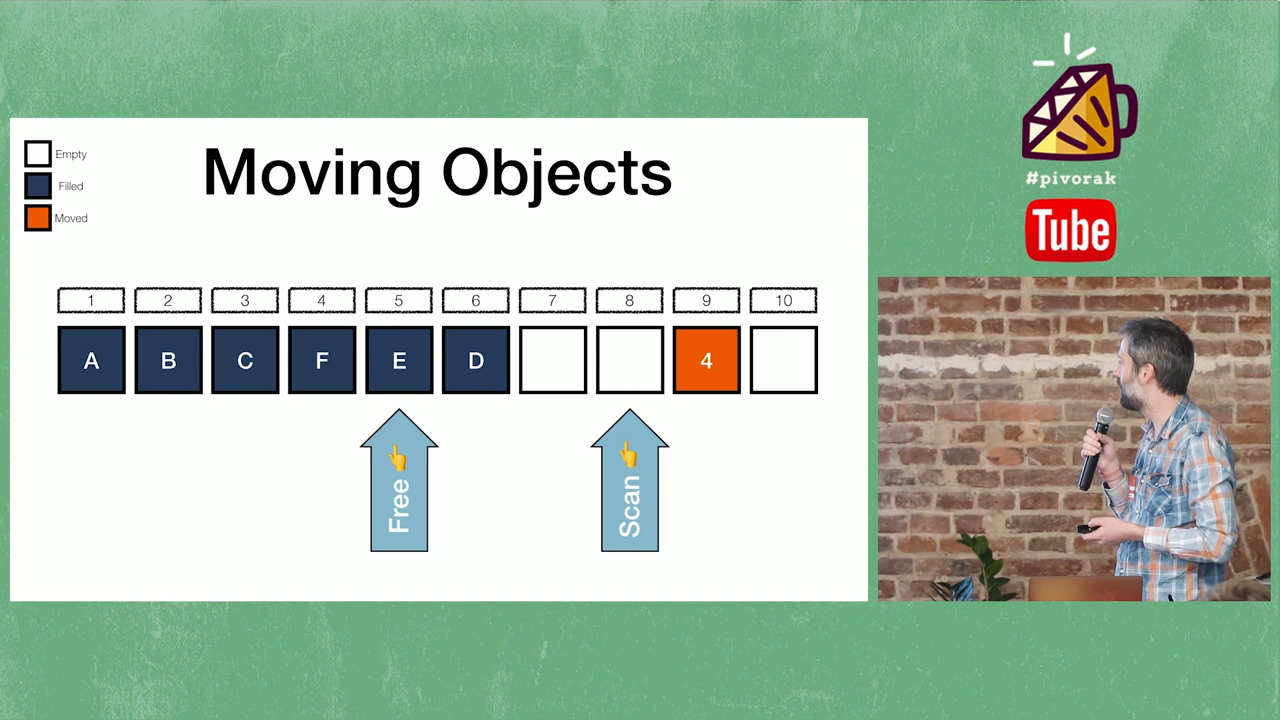 Moving Objects
Empty
Filled
Moved
1 2 3 4 5 6 7 8 9 10
A B C F E D 4
Free
Scan
#pivorak
Tube